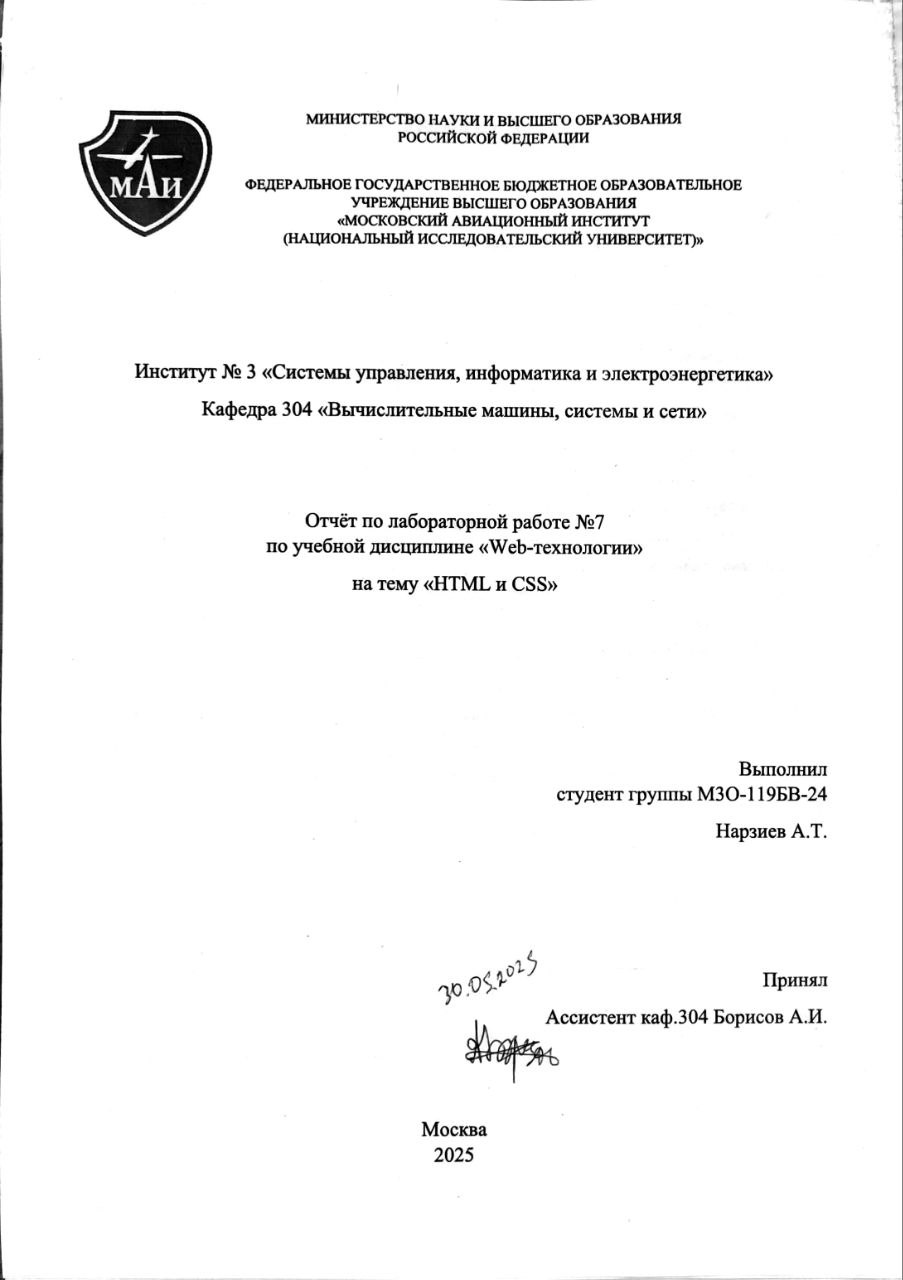 МАИ
МИНИСТЕРСТВО НАУКИ И ВЫСШЕГО ОБРАЗОВАНИЯ
РОССИЙСКОЙ ФЕДЕРАЦИИ
ФЕДЕРАЛЬНОЕ ГОСУДАРСТВЕННОЕ БЮДЖЕТНОЕ ОБРАЗОВАТЕЛЬНОЕ
УЧРЕЖДЕНИЕ ВЫСШЕГО ОБРАЗОВАНИЯ
«МОСКОВСКИЙ АВИАЦИОННЫЙ ИНСТИТУТ
(НАЦИОНАЛЬНЫЙ ИССЛЕДОВАТЕЛЬСКИЙ УНИВЕРСИТЕТ)»
Институт № 3 «Системы управления, информатика и электроэнергетика»
Кафедра 304 «Вычислительные машины, системы и сети»
Отчёт по лабораторной работе №7
по учебной дисциплине «Web-технологии»
на тему «HTML и CSS»
Выполнил
студент группы М3О-119БВ-24
Нарзиев А.Т.
30.05.2025
Принял
Ассистент каф.304 Борисов А.И.
Москва
2025